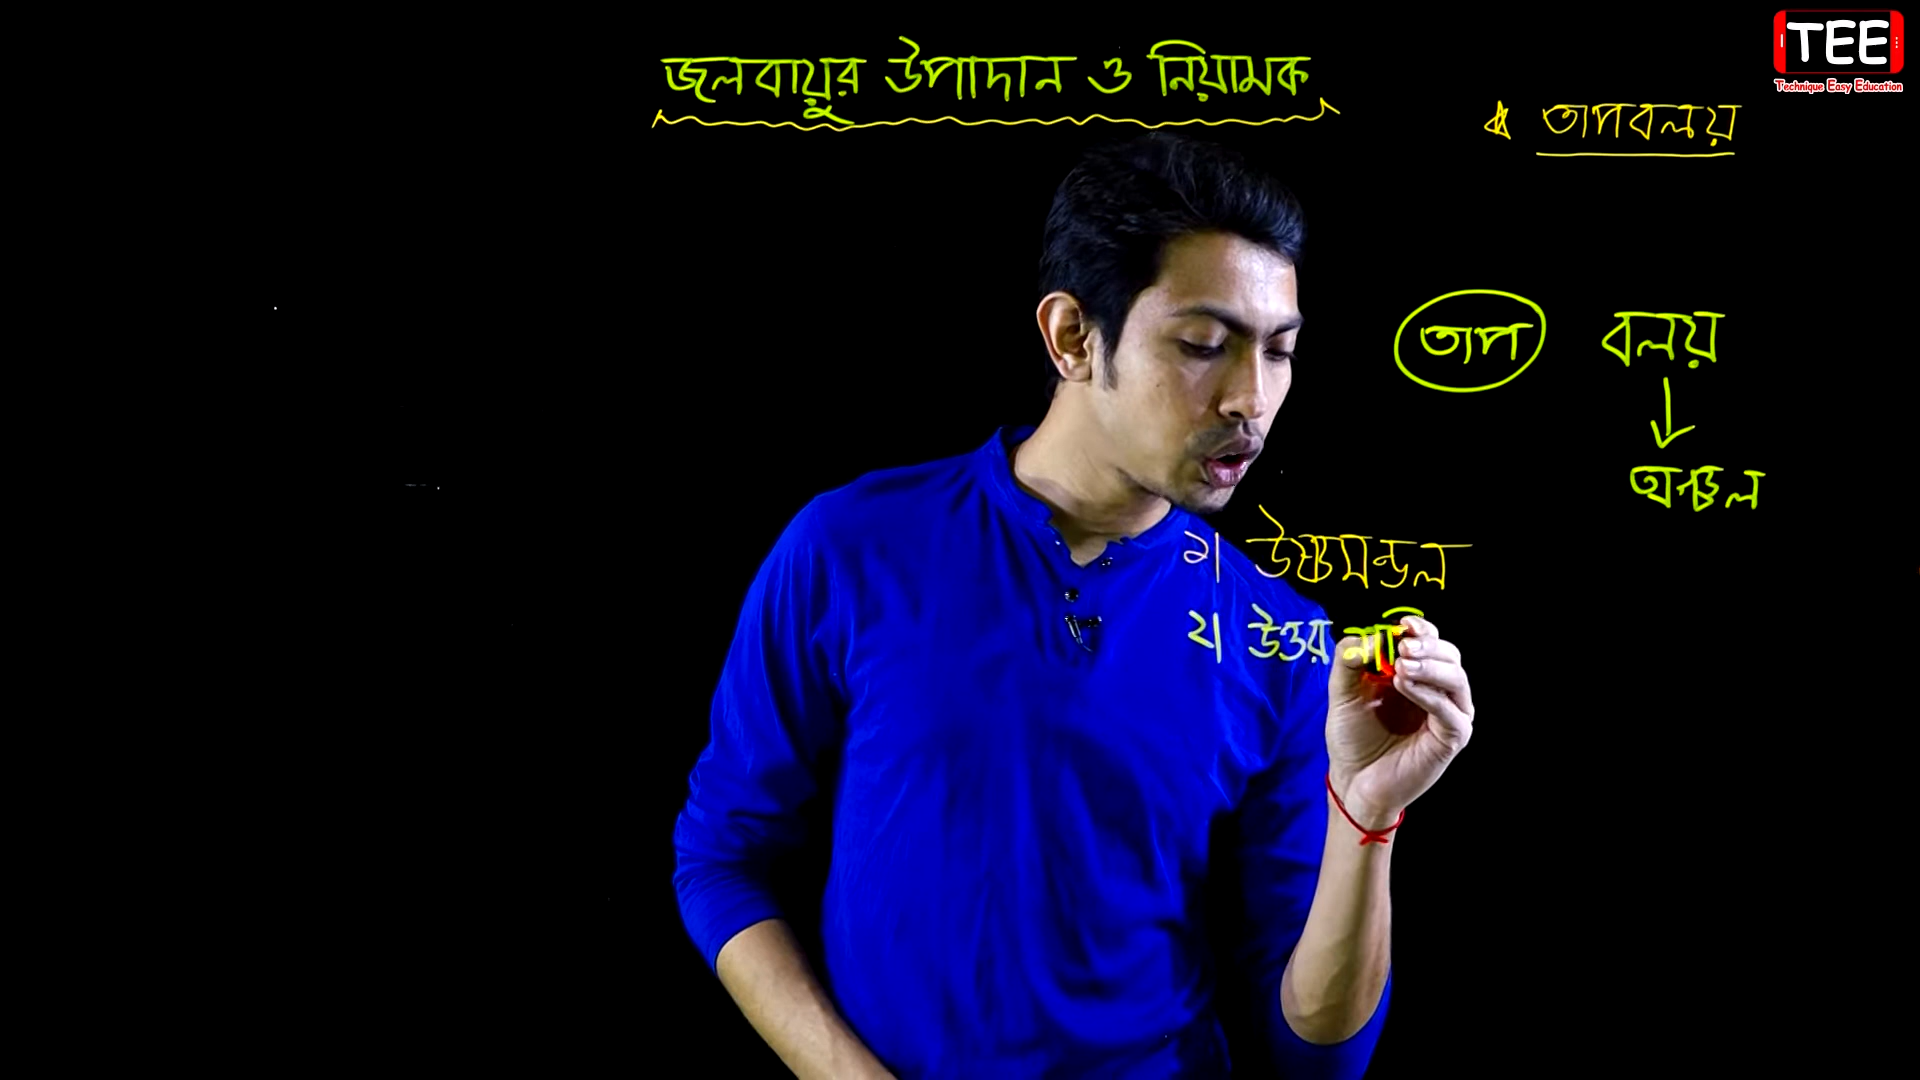 TEE
Technique Easy Education
জলবায়ুর উপাদান ও নিয়ামক
* তাপবলয়
তাপ বলয়
অঞ্চল
১। উষ্ণমন্ডল
২। উত্তর